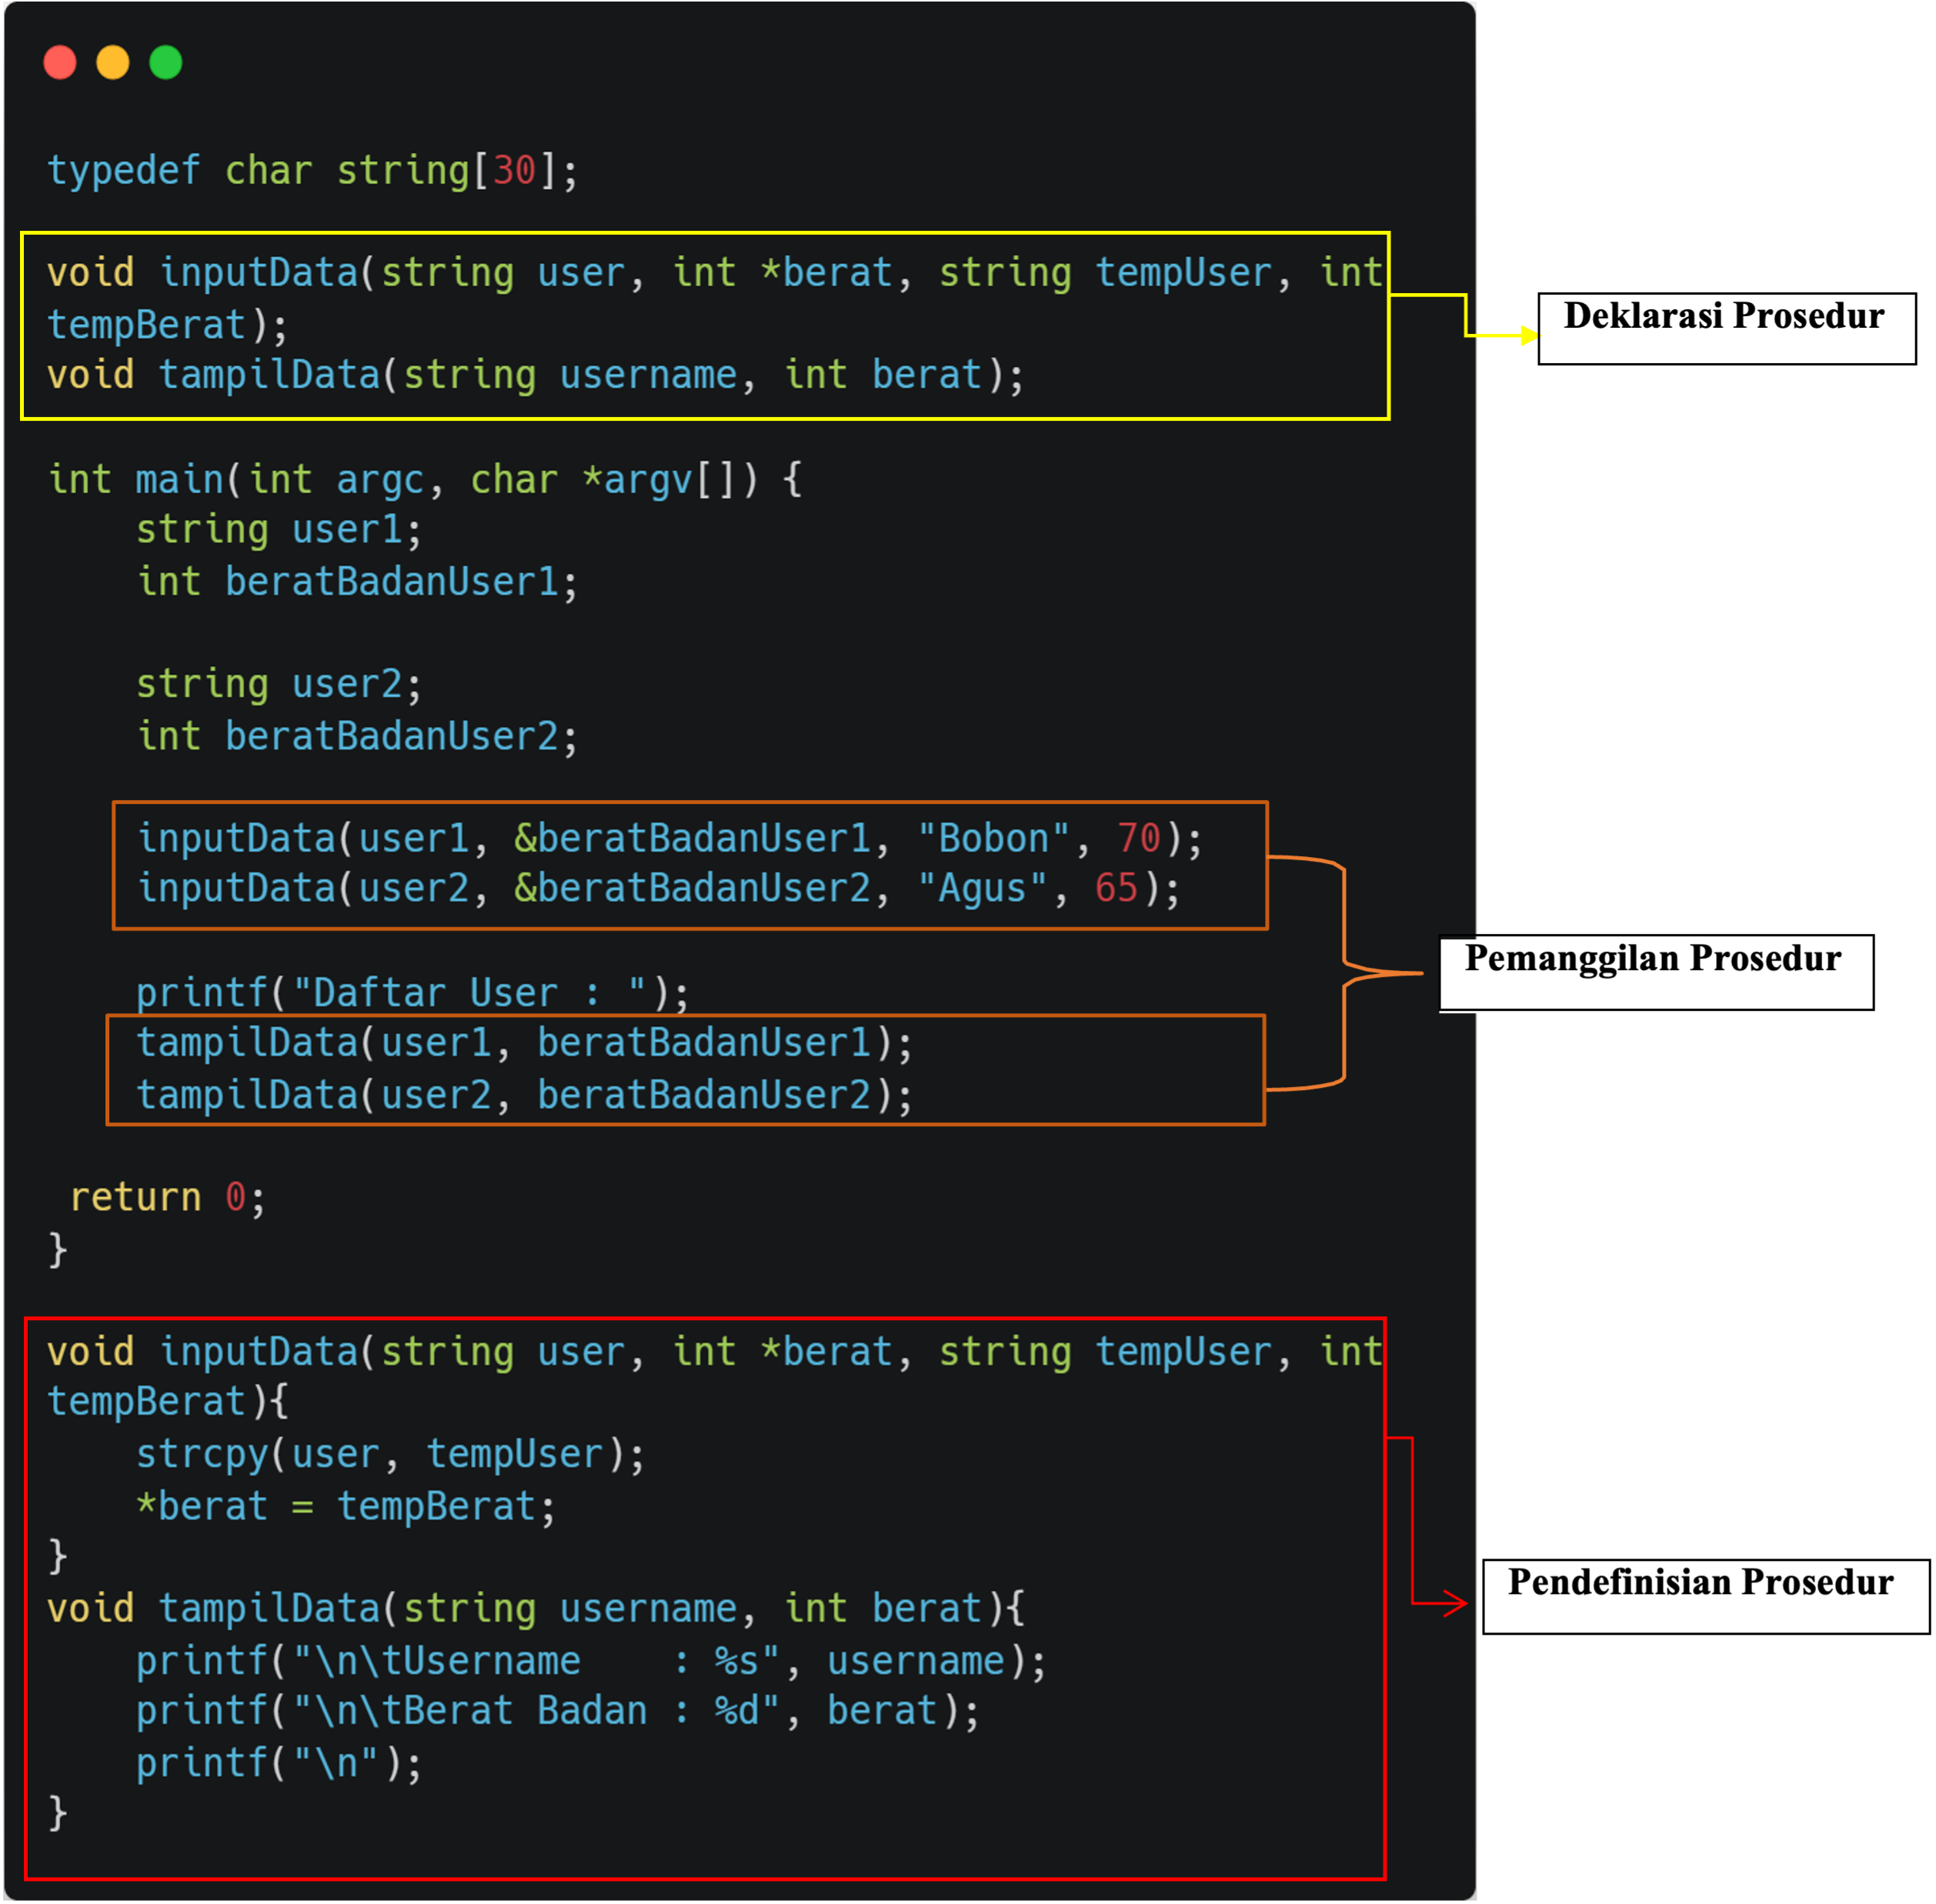 typedef char string[30];
void inputData(string user, int *berat, string tempUser, int
tempBerat);
void tampilData(string username, int berat);
Deklarasi Prosedur
int main(int argc, char *argv[]) {
    string user1;
    int beratBadanUser1;
    string user2;
    int beratBadanUser2;
    inputData(user1, &beratBadanUser1, "Bobon", 70);
    inputData(user2, &beratBadanUser2, "Agus", 65);
Pemanggilan Prosedur
    printf("Daftar User : ");
    tampilData(user1, beratBadanUser1);
    tampilData(user2, beratBadanUser2);
 return 0;
}
void inputData(string user, int *berat, string tempUser, int
tempBerat){
    strcpy(user, tempUser);
    *berat = tempBerat;
}
Pendefinisian Prosedur
void tampilData(string username, int berat){
    printf("\n\tUsername    : %s", username);
    printf("\n\tBerat Badan : %d", berat);
    printf("\n");
}